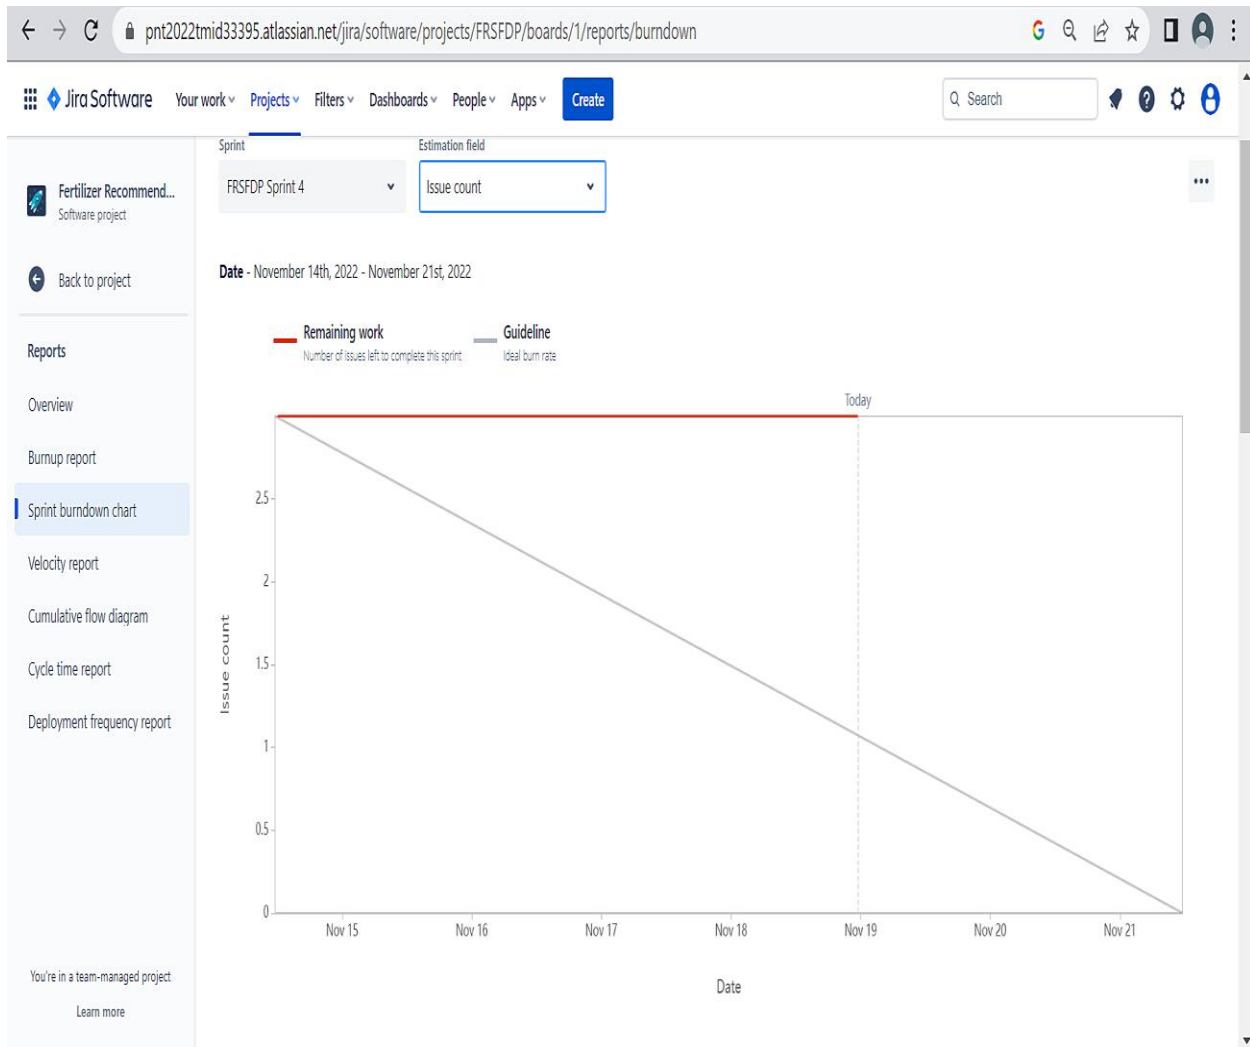 pnt2022tmid33395.atlassian.net/jira/software/projects/FRSFDP/boards/1/reports/burndown
Jira Software Your work Projects Filters Dashboards People Apps Create Search
Sprint Estimation field
FRSFDP Sprint 4 Issue count
Fertilizer Recommend...
Software project
Back to project
Reports
Overview
Burnup report
Sprint burndown chart
Velocity report
Cumulative flow diagram
Cycle time report
Deployment frequency report
You're in a team-managed project
Learn more
Date - November 14th, 2022 - November 21st, 2022
Remaining work Guideline
Number of issues left to complete this sprint Ideal burn rate
Today
2.5
2
1.5
1
0.5
0
Issue count
Nov 15 Nov 16 Nov 17 Nov 18 Nov 19 Nov 20 Nov 21
Date